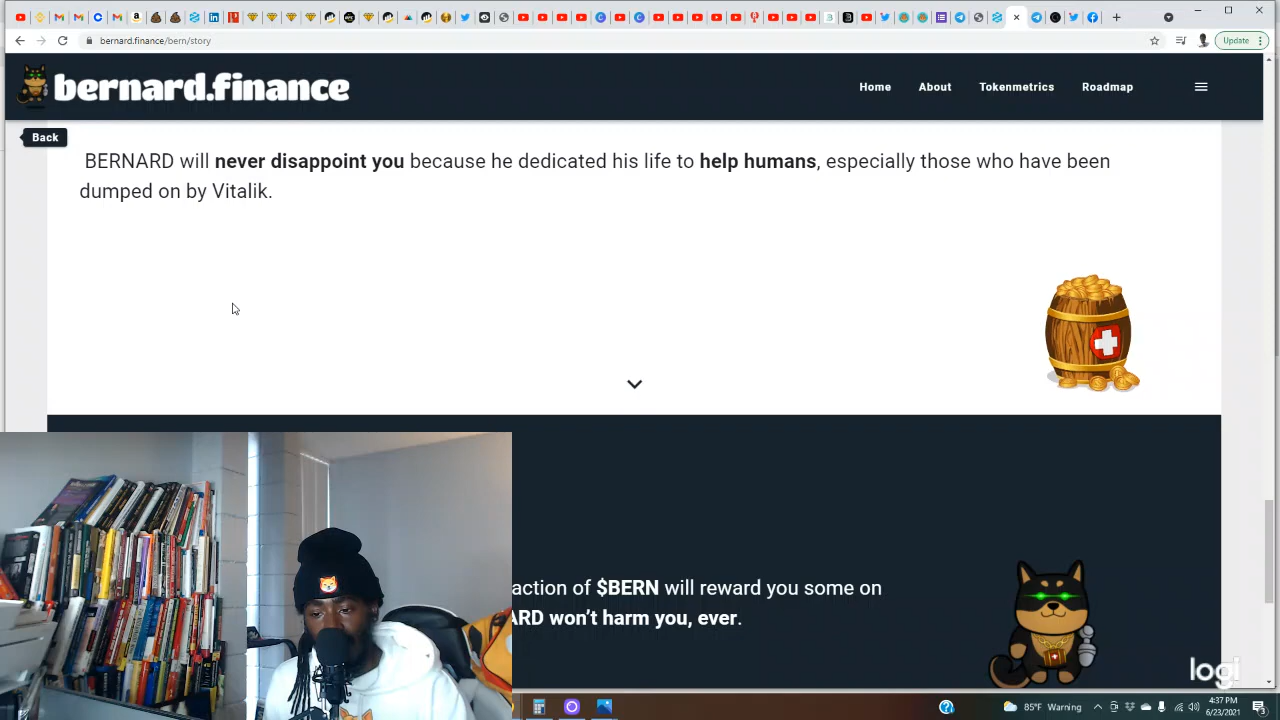 bernard.finance/bern/story
Update
bernard.finance
Home
About
Tokenmetrics
Roadmap
Back
BERNARD will never disappoint you because he dedicated his life to help humans, especially those who have been
dumped on by Vitalik.
action of $BERN will reward you some on
ARD won't harm you, ever.
logi
85°F Warning
4:37 PM
6/23/2021